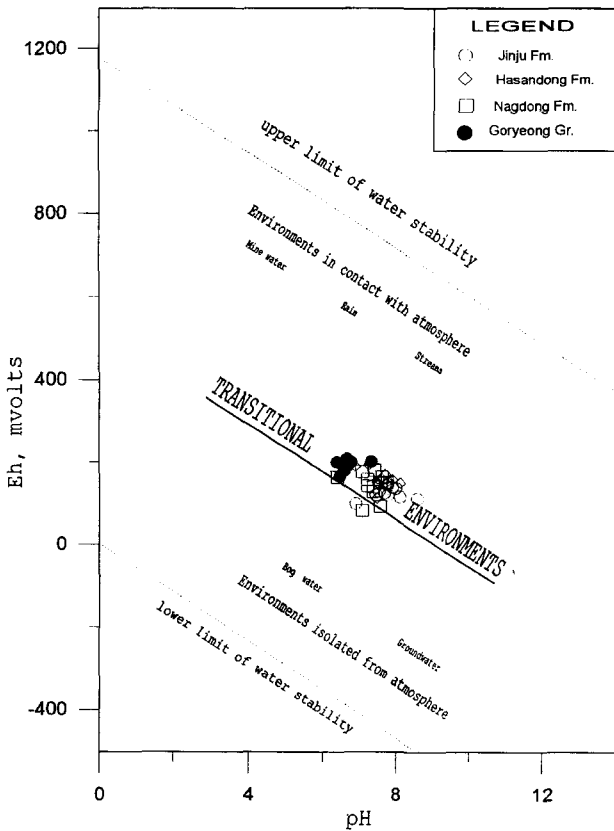 LEGEND
Jinju Fm.
Hasandong Fm.
Nagdong Fm.
Goryeong Gr.
1200
800
400
0
-400
Eh, mvolts
upper limit of water stability
Environments in contact with atmosphere
Mine water
Rain
Streams
TRANSITIONAL ENVIRONMENTS
Bog water
Groundwater
Environments isolated from atmosphere
lower limit of water stability
0
4
8
12
pH